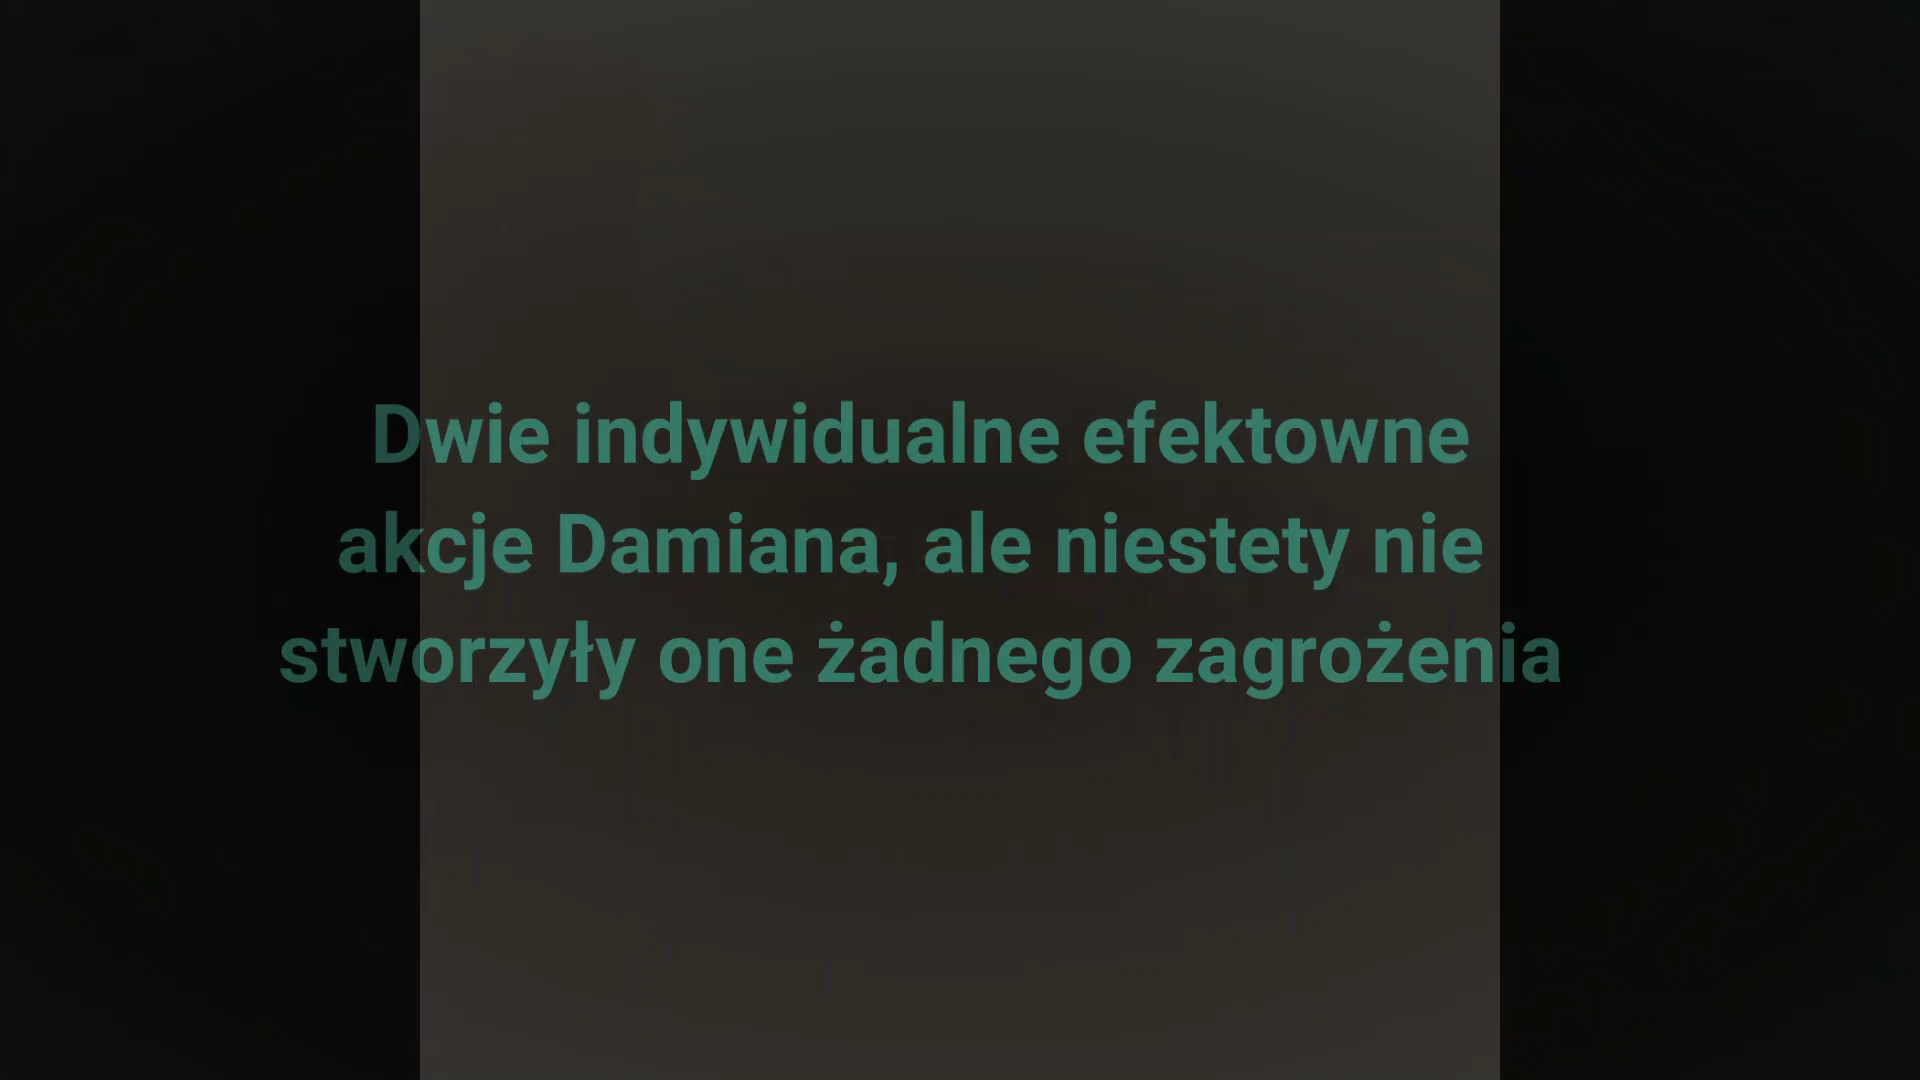 Dwie indywidualne efektowne
akcje Damiana, ale niestety nie
stworzyły one żadnego zagrożenia